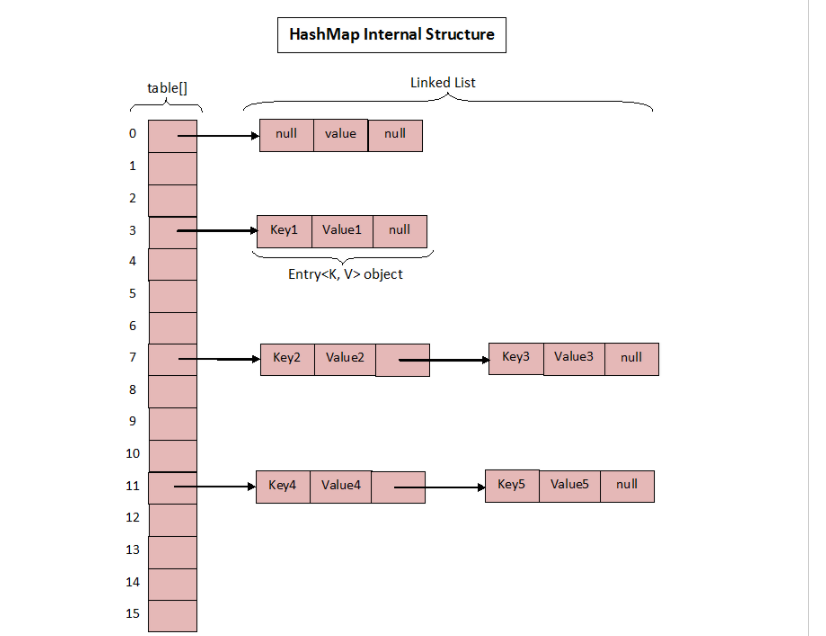 HashMap Internal Structure
table[]
Linked List
0 null value null
1
2
3 Key1 Value1 null
4
Entry<K, V> object
5
6
7 Key2 Value2 Key3 Value3 null
8
9
10
11 Key4 Value4 Key5 Value5 null
12
13
14
15